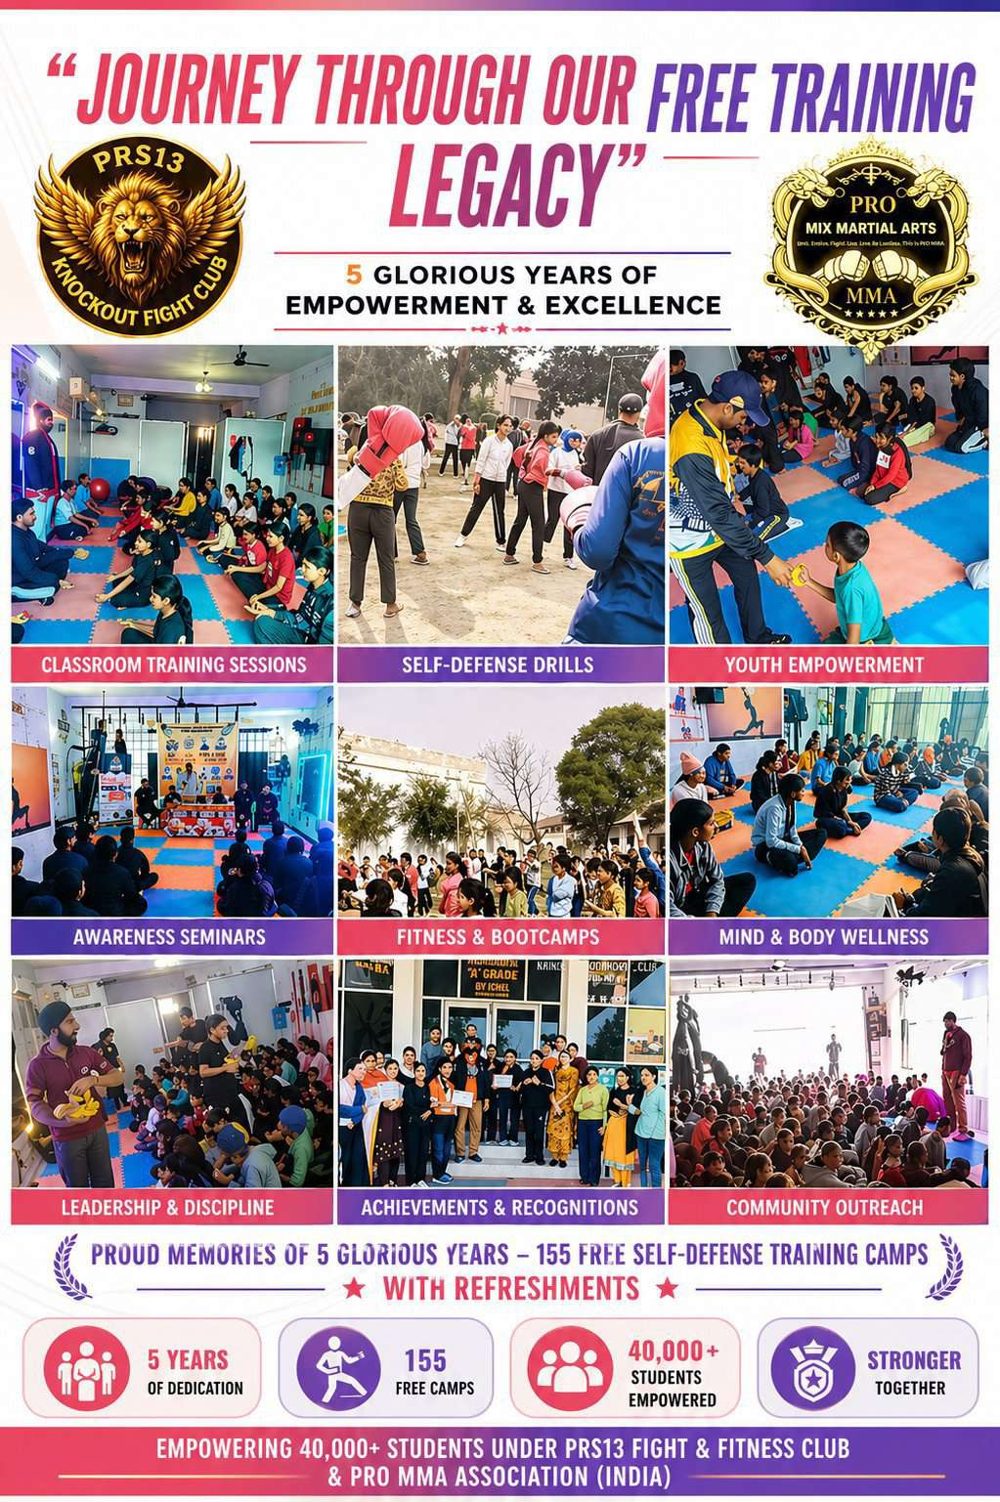 “ JOURNEY THROUGH OUR FREE TRAINING
LEGACY”
PRS13
KNOCKOUT FIGHT CLUB
PRO
MIX MARTIAL ARTS
MMA
5 GLORIOUS YEARS OF
EMPOWERMENT & EXCELLENCE
CLASSROOM TRAINING SESSIONS
SELF-DEFENSE DRILLS
YOUTH EMPOWERMENT
AWARENESS SEMINARS
FITNESS & BOOTCAMPS
MIND & BODY WELLNESS
"A" GRADE
LEADERSHIP & DISCIPLINE
ACHIEVEMENTS & RECOGNITIONS
COMMUNITY OUTREACH
PROUD MEMORIES OF 5 GLORIOUS YEARS – 155 FREE SELF-DEFENSE TRAINING CAMPS
WITH REFRESHMENTS
5 YEARS
OF DEDICATION
155
FREE CAMPS
40,000+
STUDENTS
EMPOWERED
STRONGER
TOGETHER
EMPOWERING 40,000+ STUDENTS UNDER PRS13 FIGHT & FITNESS CLUB
& PRO MMA ASSOCIATION (INDIA)